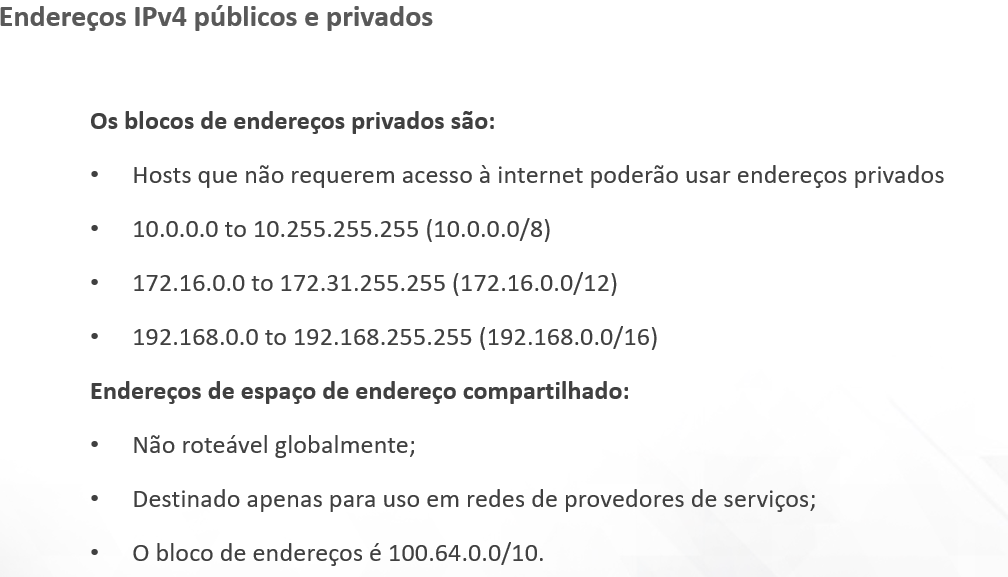 Endereços IPv4 públicos e privados
Os blocos de endereços privados são:
• Hosts que não requerem acesso à internet poderão usar endereços privados
• 10.0.0.0 to 10.255.255.255 (10.0.0.0/8)
• 172.16.0.0 to 172.31.255.255 (172.16.0.0/12)
• 192.168.0.0 to 192.168.255.255 (192.168.0.0/16)
Endereços de espaço de endereço compartilhado:
• Não roteável globalmente;
• Destinado apenas para uso em redes de provedores de serviços;
• O bloco de endereços é 100.64.0.0/10.